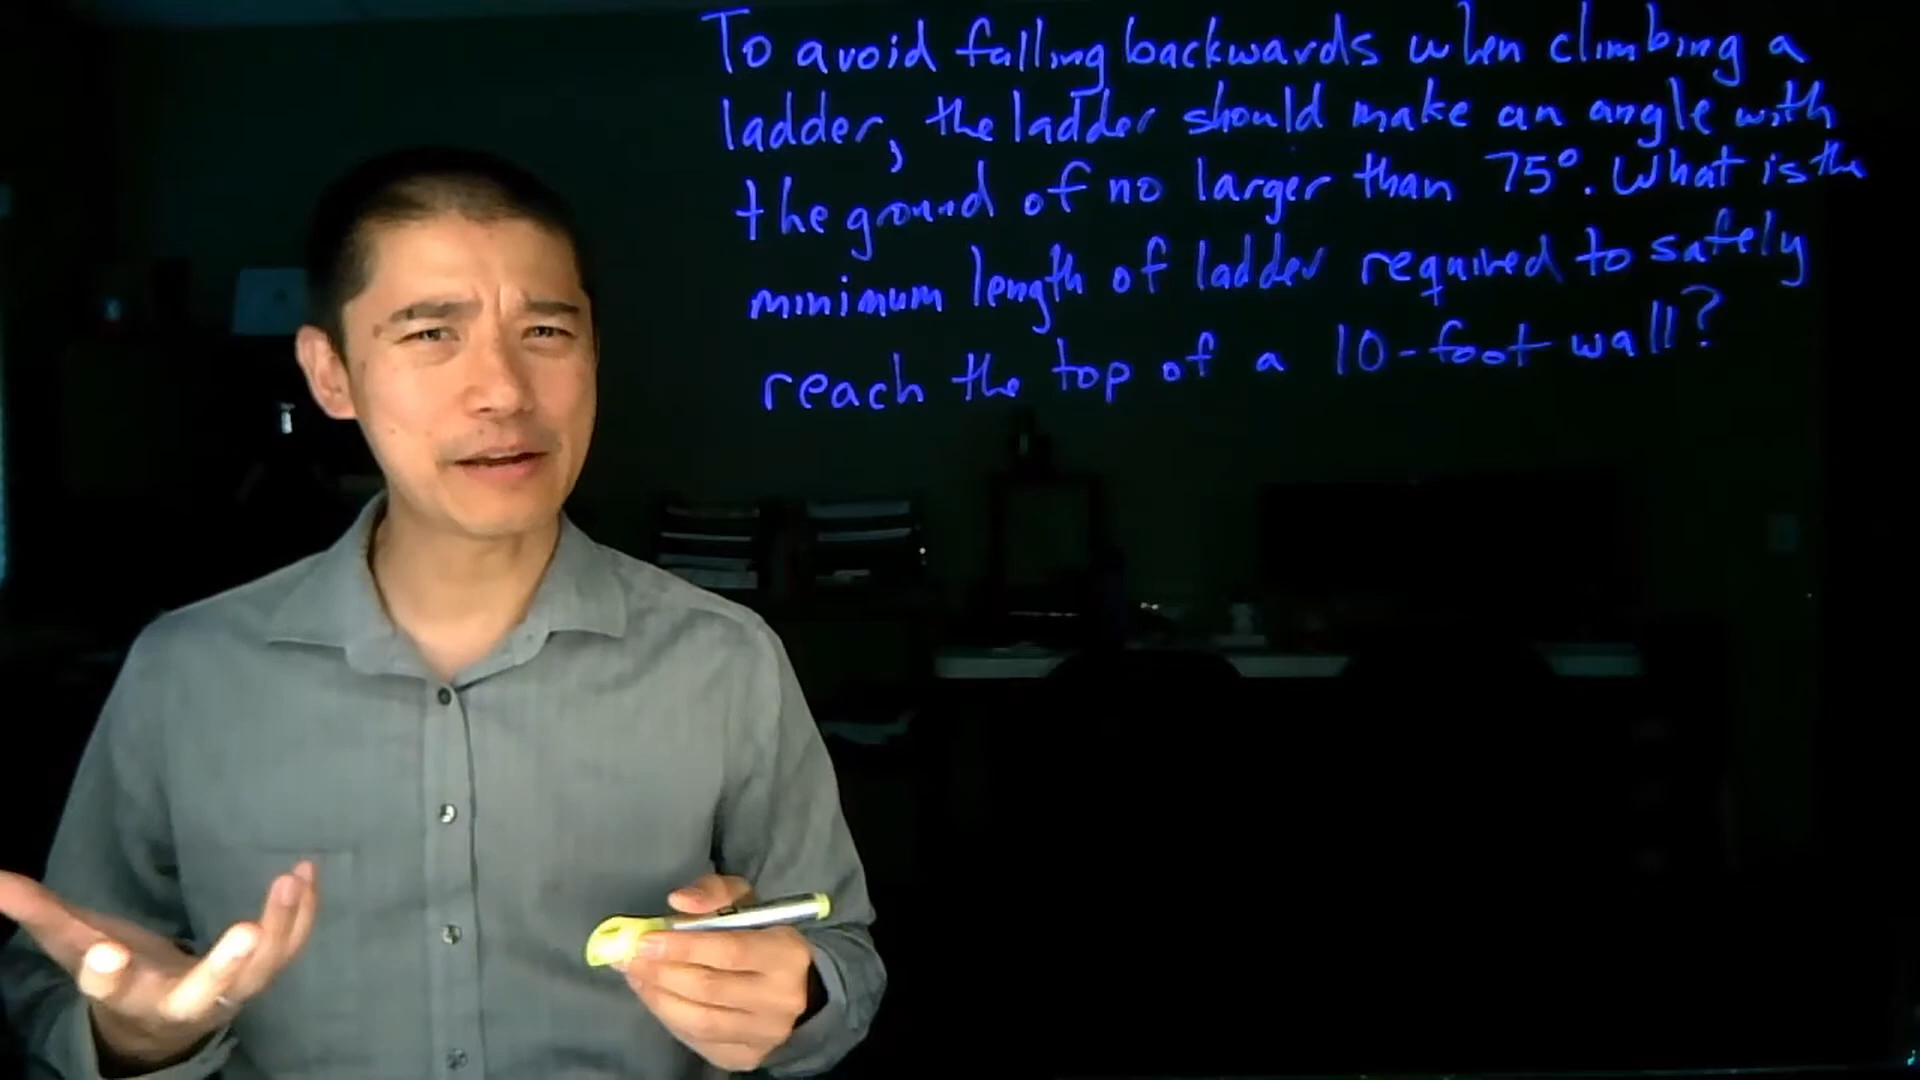 To avoid falling backwards when climbing a
ladder, the ladder should make an angle with
the ground of no larger than 75°. What is the
minimum length of ladder required to safely
reach the top of a 10-foot wall?